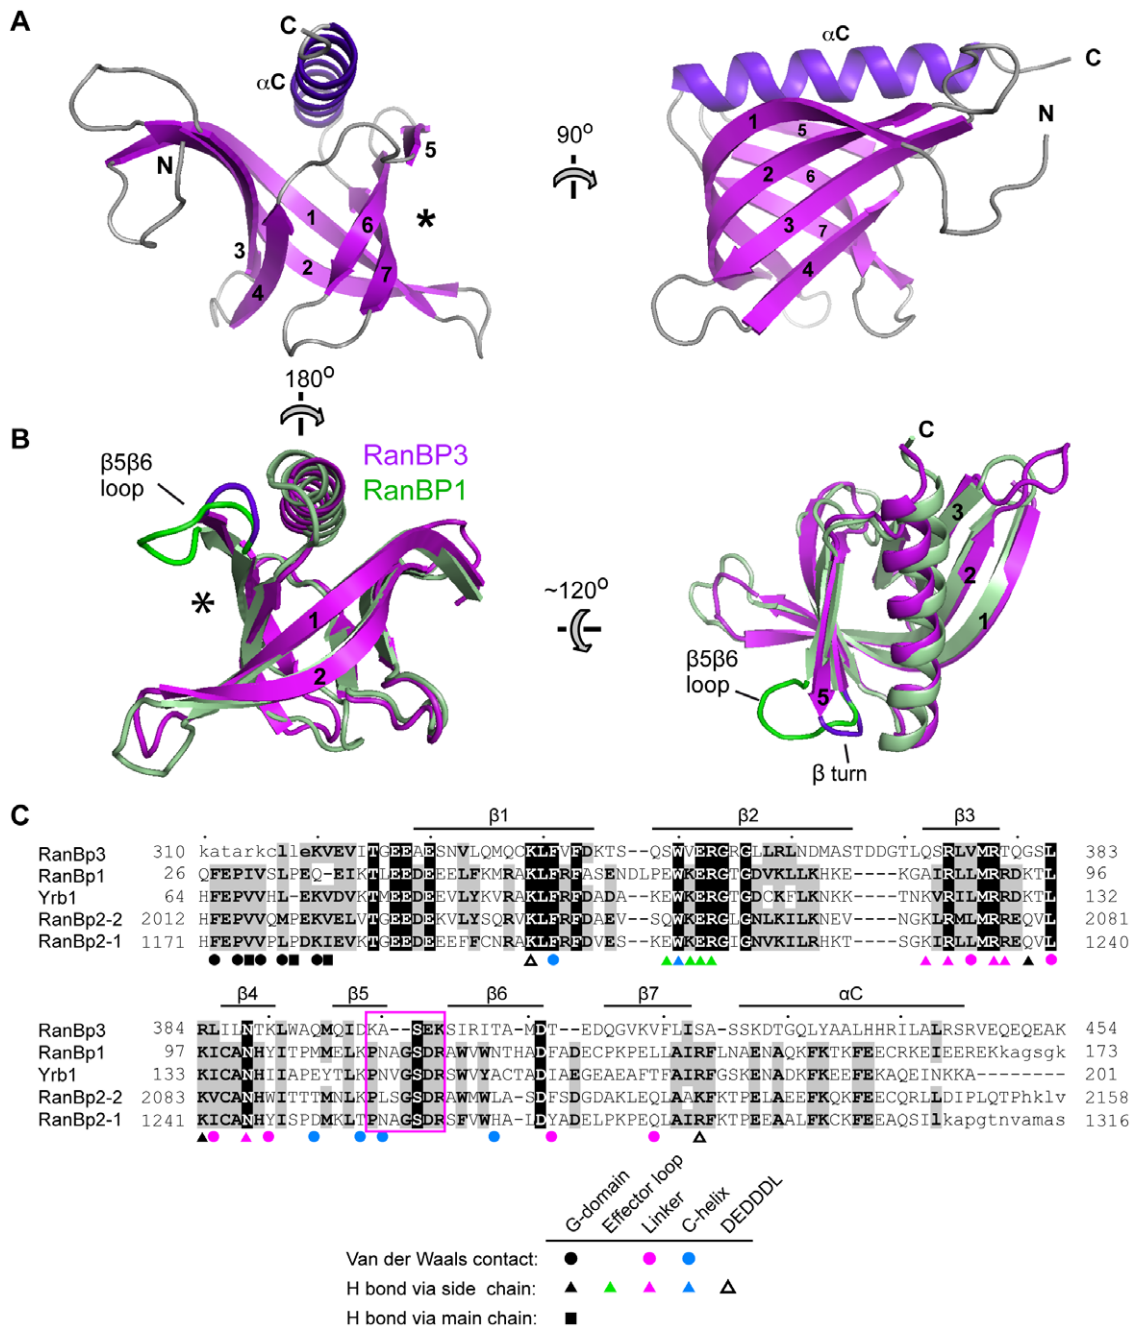 A
C
αC
N
5
1
6
3
2
7
4
90°
αC
C
N
1
5
2
6
3
7
4
180°
B
RanBP3
RanBP1
β5β6
loop
*
1
2
~120°
C
3
2
1
β5β6
loop
5
β turn
C
β1 β2 β3
RanBp3 310 katatarkclleKVEVITGEEAESNVLQMQCKLFVFDKTS--QSWVERGRGLLRLNDMASTDDGTLQSRLVMRTQGSL 383
RanBp1 26 QFEPIVSLPEQ-EIKTLEEDEEELFKMRAKLFRFASENDLPEWKERGTGDVKLLKHKE----KGAIRLLMRRDKTL 96
Yrb1 64 HFEPVVHLEKVDVKTMEEDEEVLYKVRAKLFRFDADA--KEWKERGTGDCKFLKNKK----TNKVRILMRRDKTL 132
RanBp2-2 2012 HFEPVVQMPEKVELVTGEEDEKVLYSQRVKLFRFDAEV--SQWKERGLGNLKILKNEV----NGKLRMLMRREQVL 2081
RanBp2-1 1171 HFEPVVPLPDKIEVKTGEEDEEEFFCNRAKLFRFDVES--KEWKERGIGNVKILRHKT----SGKIRLLMRREQVL 1240
β4 β5 β6 β7 αC
RanBp3 384 RLILNTKLWAQMQIDKA--SEKSIRITA-MDT--EDQGVKVFLISA-SSKDTGQLYAALHHRILALRSRVEQEQEAK 454
RanBp1 97 KICANHYITPMMELKPNAGSDRAWVWNTHADFADECPKPELLAIRFLNAENAQKFKTKFEECRKEIEEREKkagsgk 173
Yrb1 133 KICANHIIAPEYTLKPNVGSDRSWVYACTADIAEGEAEAFTFAIRFGSKENADKFKEEFEKAQEINKKA------- 201
RanBp2-2 2083 KVCANHWITTTMNLKPLSGSDRAWMWLA-SDFSDGDAKLEQLAAKFKTPELAEEFKQKFEECQRLLLDIPLQTPhklv 2158
RanBp2-1 1241 KICANHYISPDMKLTPNAGSDRSFVWHA-LDYADELPKPEQLAIRFKTPEEAALFKCKFEEAQSILkapgtnvamas 1316
G-domain Effector loop Linker C-helix DEDDDL
Van der Waals contact:
H bond via side chain:
H bond via main chain: